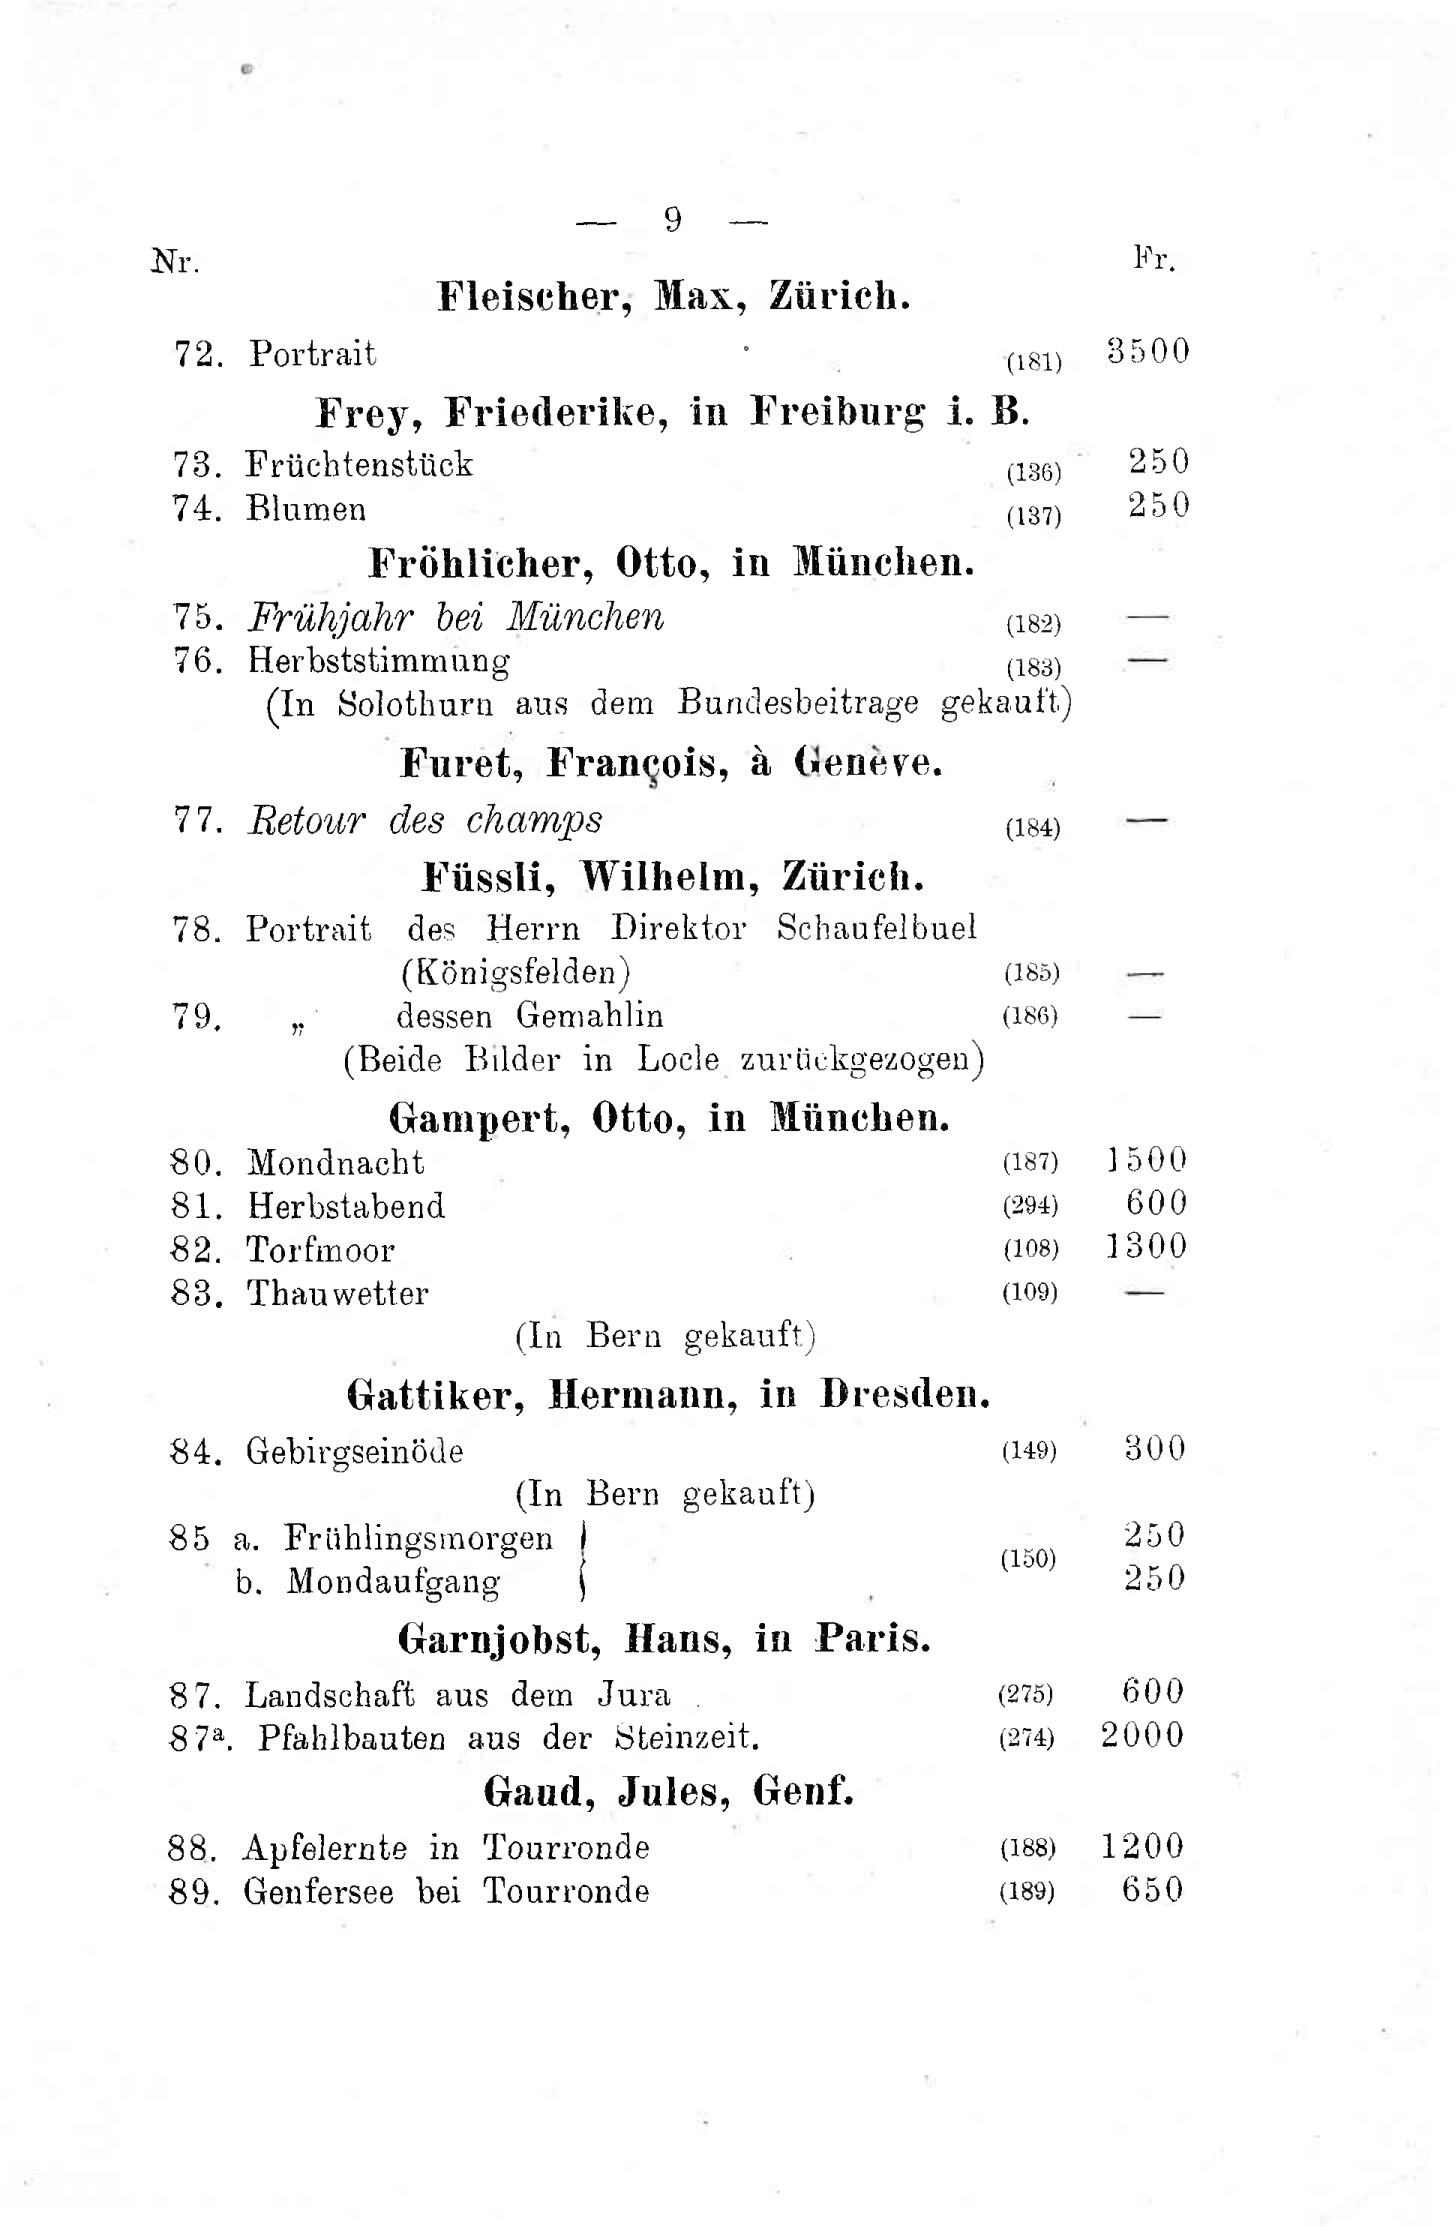 — 9 —
Nr. Fr.
Fleischer, Max, Zürich.
72. Portrait (181) 3500
Frey, Friederike, in Freiburg i. B.
73. Früchtenstück (136) 250
74. Blumen (137) 250
Fröhlicher, Otto, in München.
75. Frühjahr bei München (182) —
76. Herbststimmung (183) —
(In Solothurn aus dem Bundesbeitrage gekauft)
Furet, François, à Genève.
77. Retour des champs (184) —
Füssli, Wilhelm, Zürich.
78. Portrait des Herrn Direktor Schaufelbuel
(Königsfelden) (185) —
79. „ dessen Gemahlin (186) —
(Beide Bilder in Locle zurückgezogen)
Gampert, Otto, in München.
80. Mondnacht (187) 1500
81. Herbstabend (294) 600
82. Torfmoor (108) 1300
83. Thauwetter (109) —
(In Bern gekauft)
Gattiker, Hermann, in Dresden.
84. Gebirgseinöde (149) 300
(In Bern gekauft)
85 a. Frühlingsmorgen } 250
(150)
b. Mondaufgang 250
Garnjobst, Hans, in Paris.
87. Landschaft aus dem Jura (275) 600
87ª. Pfahlbauten aus der Steinzeit. (274) 2000
Gaud, Jules, Genf.
88. Apfelernte in Tourronde (188) 1200
89. Genfersee bei Tourronde (189) 650